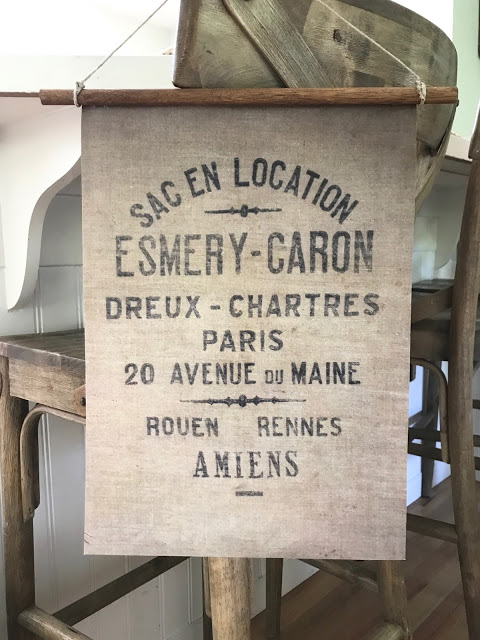 SAC EN LOCATION
ESMERY-CARON
DREUX - CHARTRES
PARIS
20 AVENUE DU MAINE
ROUEN RENNES
AMIENS